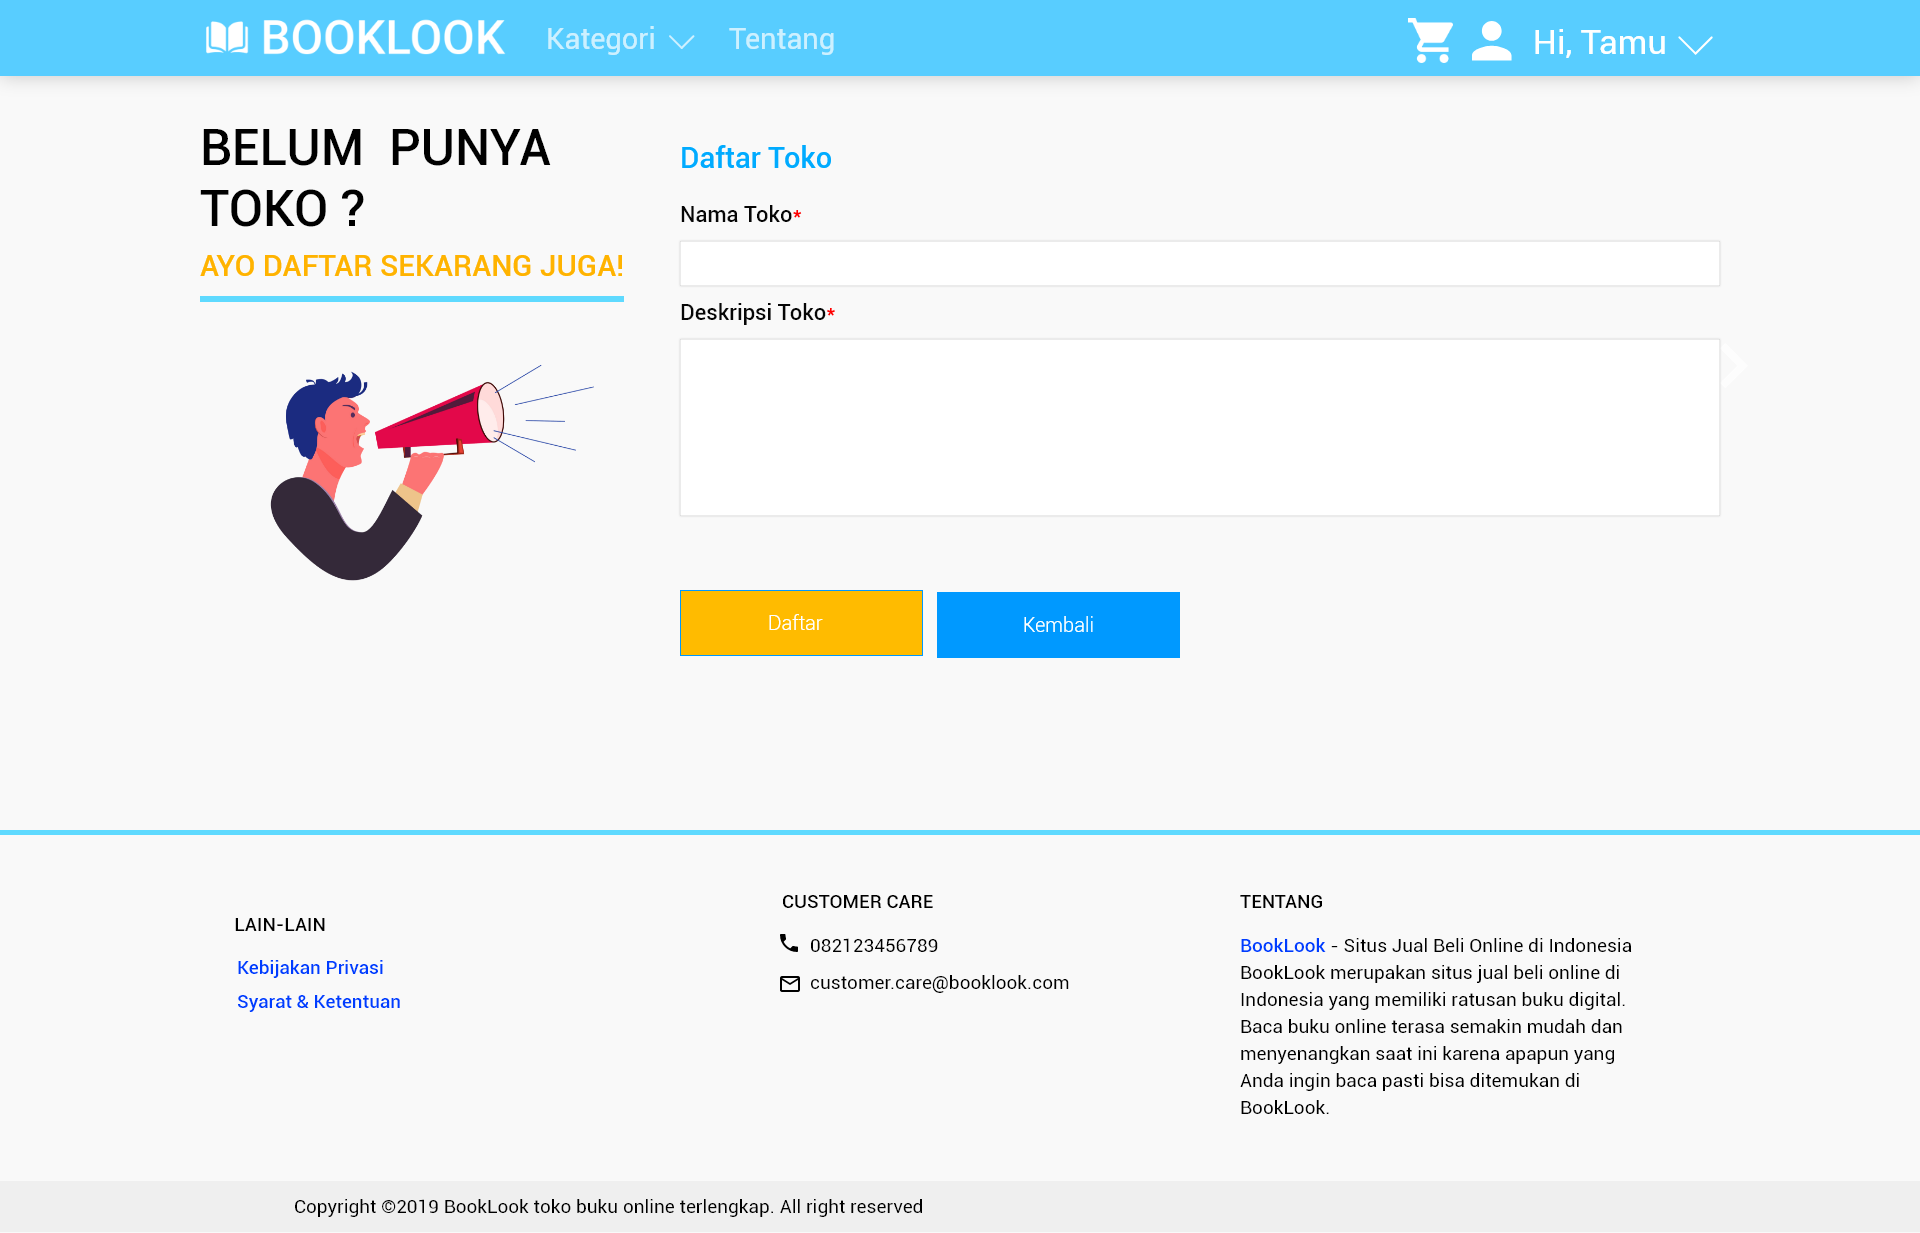 BOOKLOOK
Kategori
Tentang
Hi, Tamu
BELUM PUNYA
TOKO ?
AYO DAFTAR SEKARANG JUGA!
Daftar Toko
Nama Toko*
Deskripsi Toko*
Daftar
Kembali
LAIN-LAIN
Kebijakan Privasi
Syarat & Ketentuan
CUSTOMER CARE
082123456789
customer.care@booklook.com
TENTANG
BookLook - Situs Jual Beli Online di Indonesia
BookLook merupakan situs jual beli online di
Indonesia yang memiliki ratusan buku digital.
Baca buku online terasa semakin mudah dan
menyenangkan saat ini karena apapun yang
Anda ingin baca pasti bisa ditemukan di
BookLook.
Copyright ©2019 BookLook toko buku online terlengkap. All right reserved